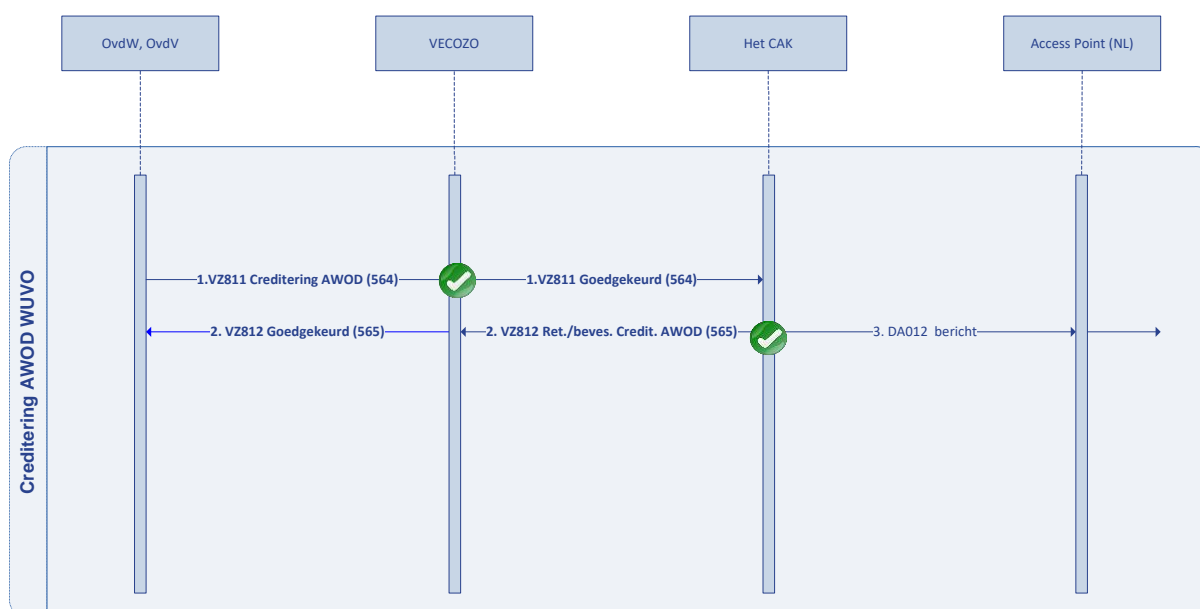 OvdW, OvdV
VECOZO
Het CAK
Access Point (NL)
Creditering AWOD WUVO
1.VZ811 Creditering AWOD (564)
1.VZ811 Goedgekeurd (564)
2. VZ812 Goedgekeurd (565)
2. VZ812 Ret./beves. Credit. AWOD (565)
3. DA012 bericht